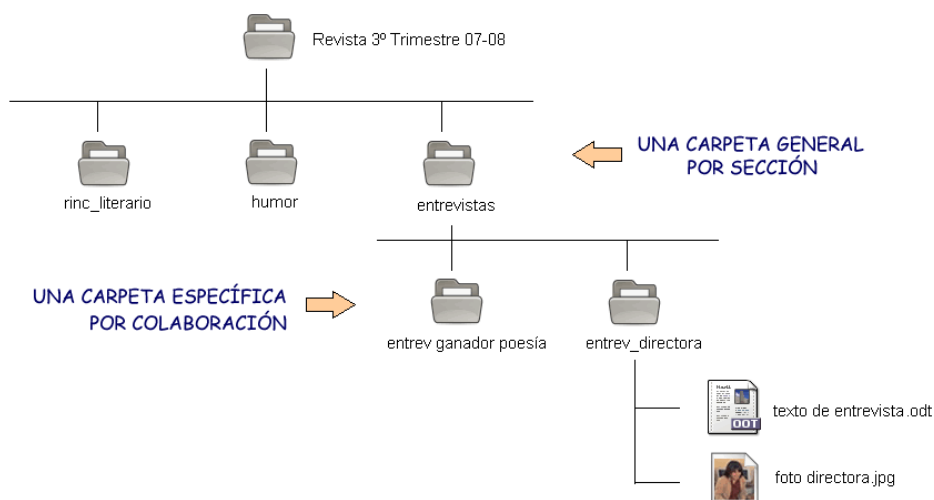 Revista 3º Trimestre 07-08
UNA CARPETA GENERAL
POR SECCIÓN
rinc_literario
humor
entrevistas
UNA CARPETA ESPECÍFICA
POR COLABORACIÓN
entrev ganador poesía
entrev_directora
ODT
texto de entrevista.odt
foto directora.jpg